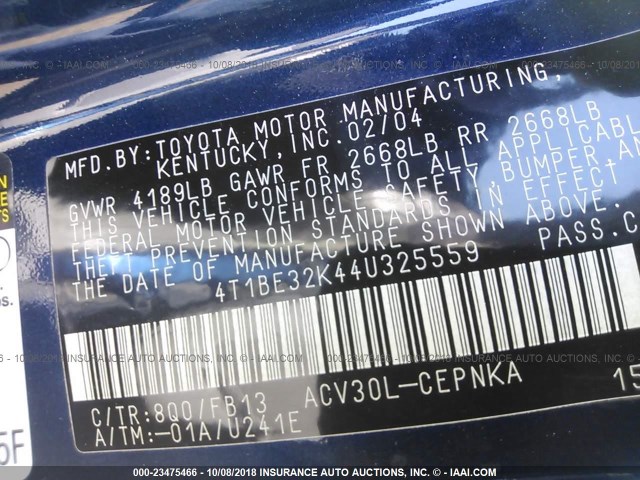 MFD.BY: TOYOTA MOTOR MANUFACTURING,
KENTUCKY, INC. 02/04
GVWR 4189LB GAWR FR 2668LB RR 2668LB
THIS VEHICLE CONFORMS TO ALL APPLICABLE
FEDERAL MOTOR VEHICLE SAFETY, BUMPER, AN
THEFT PREVENTION STANDARDS IN EFFECT
THE DATE OF MANUFACTURE SHOWN ABOVE.
4T1BE32K44U325559 PASS.C
C/TR:8Q0/FB13 ACV30L-CEPNKA 15
A/TM:-01A/U241E
5F
000-23475466 - 10/08/2018 INSURANCE AUTO AUCTIONS - © - IAAI.COM